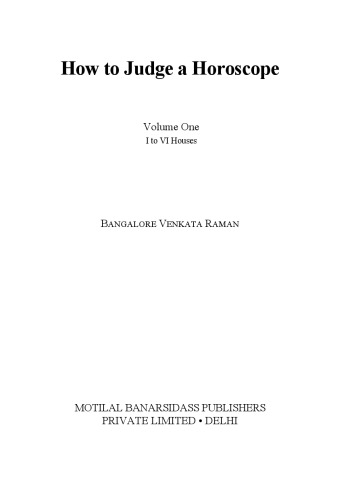 How to Judge a Horoscope
Volume One
I to VI Houses
BANGALORE VENKATA RAMAN
MOTILAL BANARSIDASS PUBLISHERS
PRIVATE LIMITED • DELHI